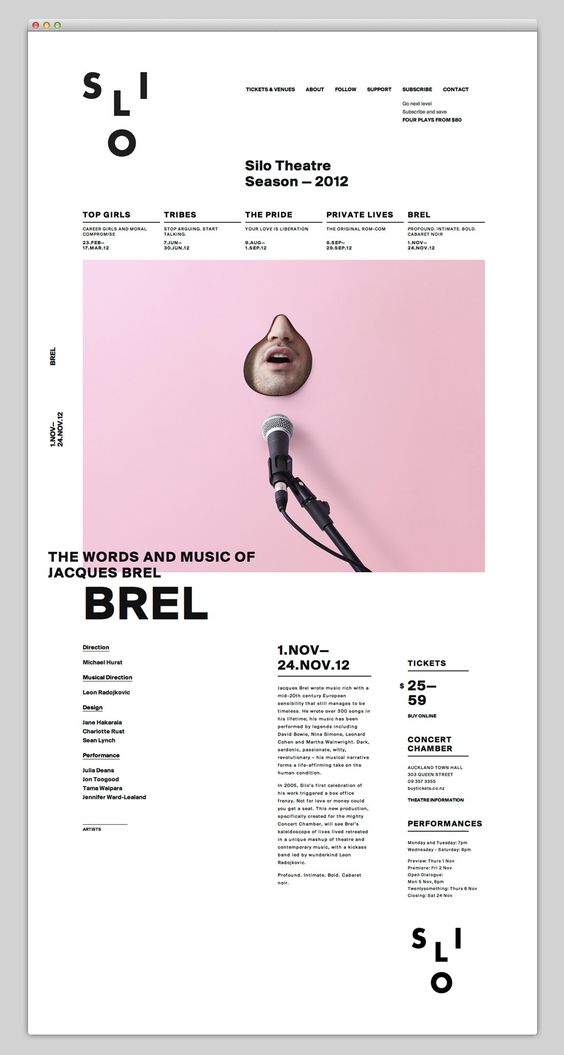 S L I
O
TICKETS & VENUES ABOUT FOLLOW SUPPORT SUBSCRIBE CONTACT
Go next level
Subscribe and save
FOUR PLAYS FROM $80
Silo Theatre
Season — 2012
TOP GIRLS
CAREER GIRLS AND MORAL
COMPROMISE
23.FEB—
17.MAR.12
TRIBES
STOP ARGUING. START
TALKING.
7.JUN—
30.JUN.12
THE PRIDE
YOUR LOVE IS LIBERATION
9.AUG—
1.SEP.12
PRIVATE LIVES
THE ORIGINAL ROM-COM
6.SEP—
29.SEP.12
BREL
PROFOUND. INTIMATE. BOLD.
CABARET NOIR
1.NOV—
24.NOV.12
BREL
1.NOV—
24.NOV.12
THE WORDS AND MUSIC OF
JACQUES BREL
BREL
Direction
Michael Hurst
Musical Direction
Leon Radojkovic
Design
Jane Hakaraia
Charlotte Rust
Sean Lynch
Performance
Julia Deans
Jon Toogood
Tama Waipara
Jennifer Ward-Lealand
ARTISTS
1.NOV—
24.NOV.12
Jacques Brel wrote music rich with a
mid-20th century European
sensibility that still manages to be
timeless. He wrote over 300 songs in
his lifetime; his music has been
performed by legends including
David Bowie, Nina Simone, Leonard
Cohen and Martha Wainwright. Dark,
sardonic, passionate, witty,
revolutionary – his musical narrative
forms a life-affirming take on the
human condition.
In 2005, Silo's first celebration of
his work triggered a box office
frenzy. Not for love or money could
you get a seat. This new production,
specifically created for the mighty
Concert Chamber, will see Brel's
kaleidoscope of lives lived retreated
in a unique mashup of theatre and
contemporary music, with a kickass
band led by wunderkind Leon
Radojkovic.
Profound. Intimate. Bold. Cabaret
noir.
TICKETS
$ 25—
59
BUY ONLINE
CONCERT
CHAMBER
AUCKLAND TOWN HALL
303 QUEEN STREET
09 357 3355
buytickets.co.nz
THEATRE INFORMATION
PERFORMANCES
Monday and Tuesday: 7pm
Wednesday - Saturday: 8pm
Preview: Thurs 1 Nov
Premiere: Fri 2 Nov
Open Dialogue:
Mon 5 Nov, 6pm
Twentysomething: Thurs 8 Nov
Closing: Sat 24 Nov
S L I
O